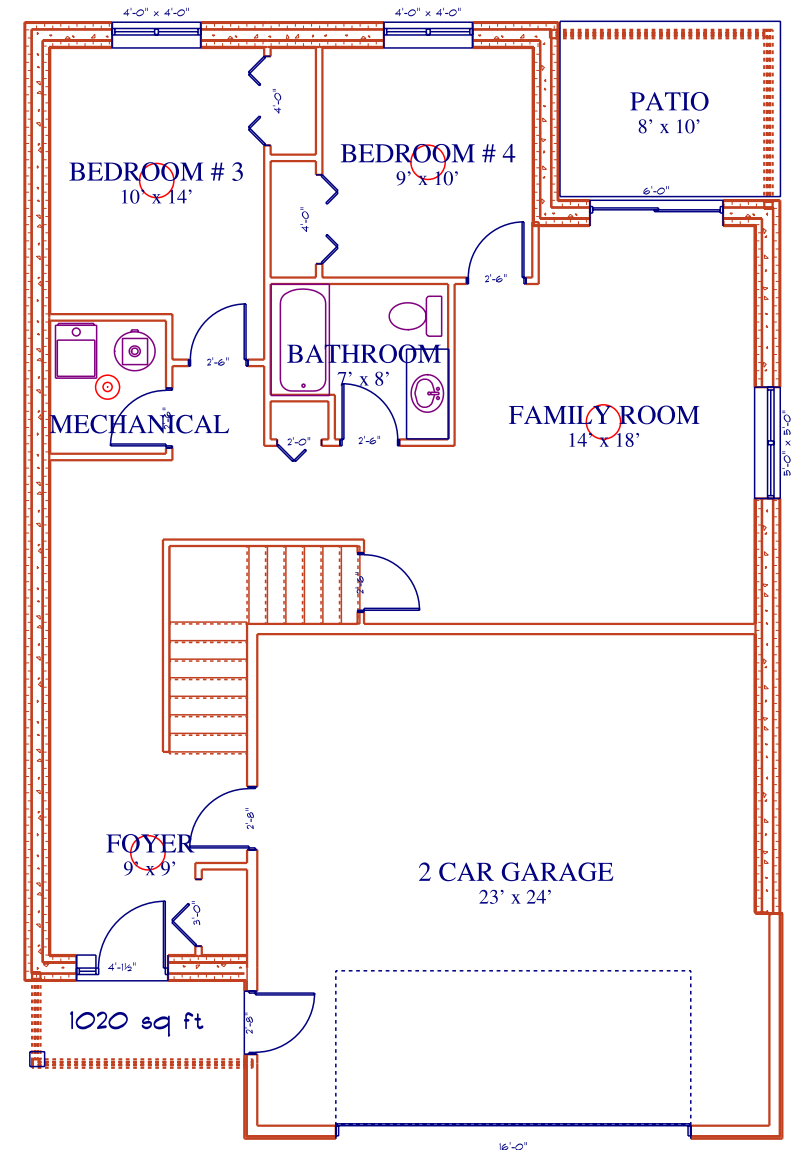 4'-0" x 4'-0"
4'-0" x 4'-0"
4'-0"
PATIO
8' x 10'
BEDROOM # 3
10' x 14'
BEDROOM # 4
9' x 10'
6'-0"
4'-0"
2'-6"
2'-6"
BATHROOM
7' x 8'
MECHANICAL
2'-6"
FAMILY ROOM
14' x 18'
5'-0" x 5'-0"
2'-0"
2'-6"
2'-6"
2'-8"
FOYER
9' x 9'
2 CAR GARAGE
23' x 24'
3'-0"
4'-1½"
1020 sq ft
2'-8"
16'-0"